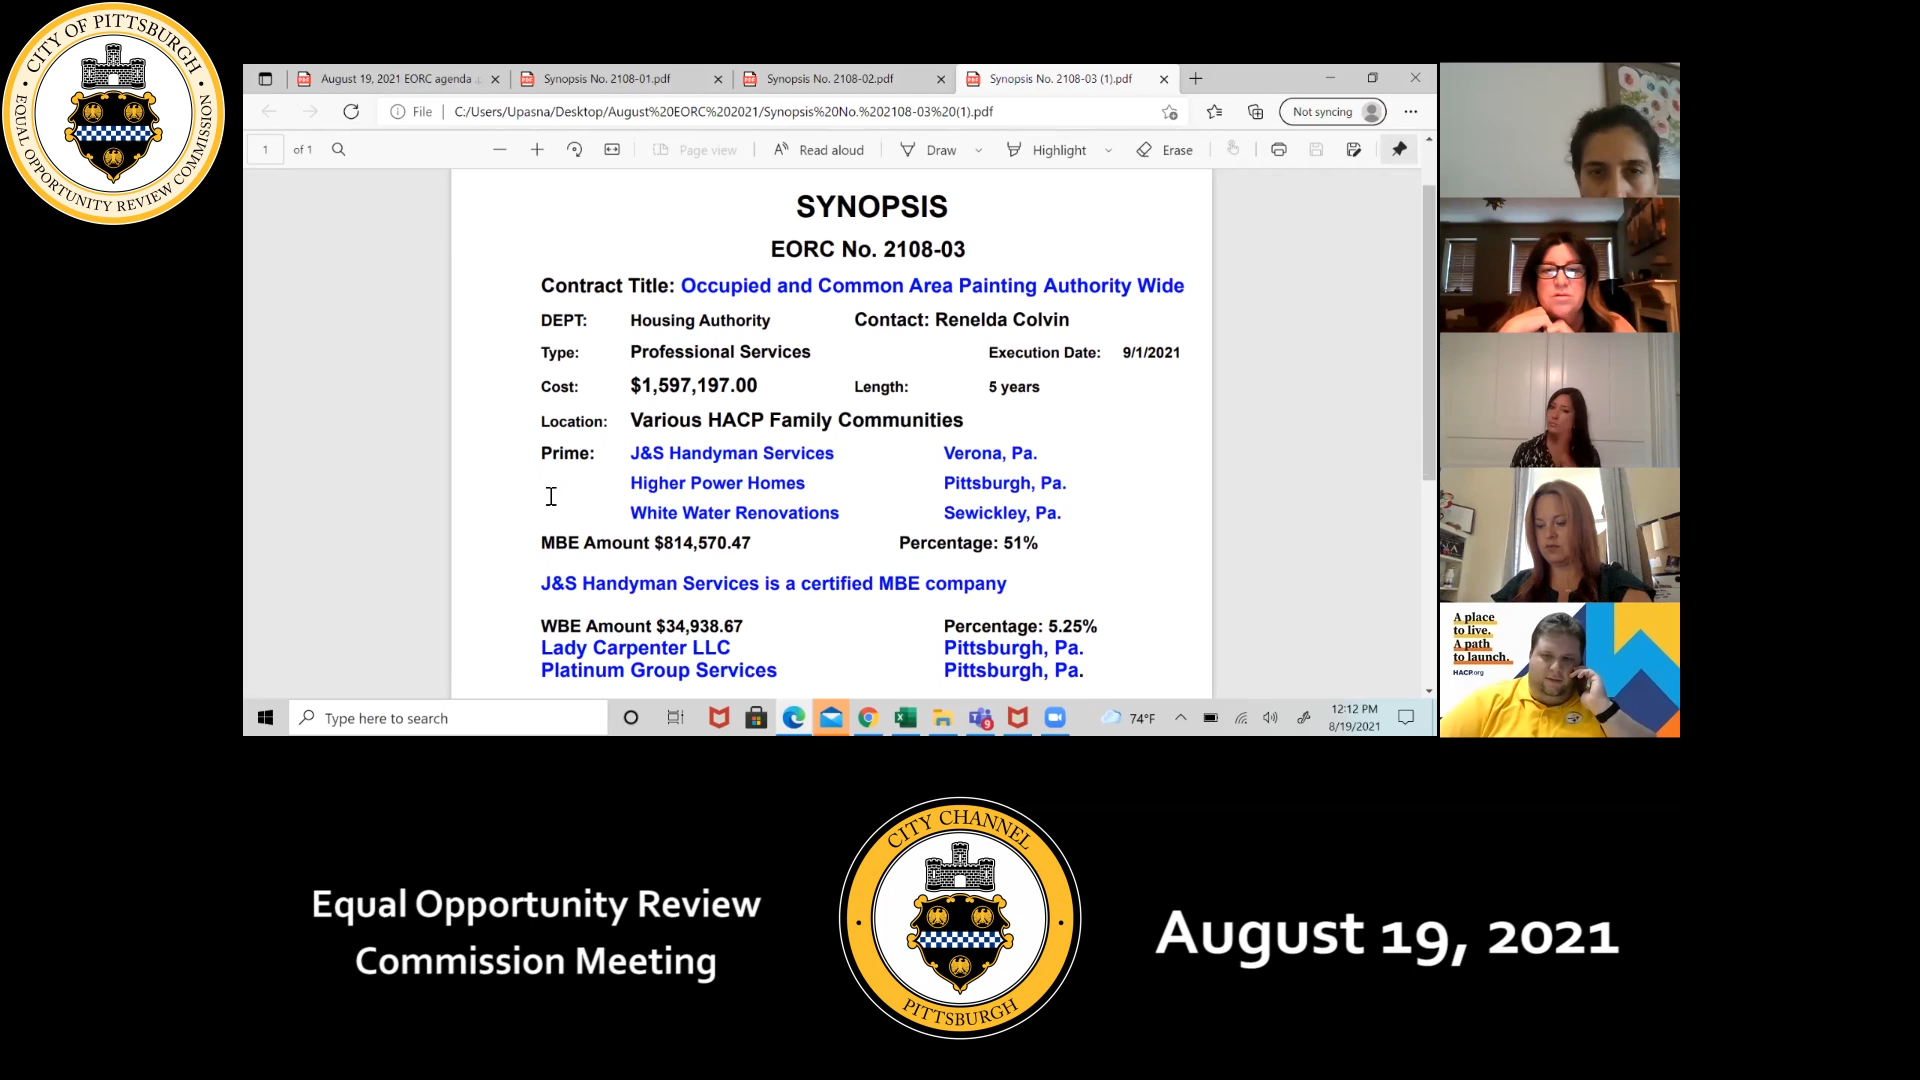 CITY OF PITTSBURGH
EQUAL OPPORTUNITY REVIEW COMMISSION
August 19, 2021 EORC agenda
Synopsis No. 2108-01.pdf
Synopsis No. 2108-02.pdf
Synopsis No. 2108-03 (1).pdf
File
C:/Users/Upasna/Desktop/August%20EORC%202021/Synopsis%20No.%202108-03%20(1).pdf
Not syncing
1 of 1
Page view
Read aloud
Draw
Highlight
Erase
SYNOPSIS
EORC No. 2108-03
Contract Title: Occupied and Common Area Painting Authority Wide
DEPT: Housing Authority Contact: Renelda Colvin
Type: Professional Services Execution Date: 9/1/2021
Cost: $1,597,197.00 Length: 5 years
Location: Various HACP Family Communities
Prime: J&S Handyman Services Verona, Pa.
Higher Power Homes Pittsburgh, Pa.
White Water Renovations Sewickley, Pa.
MBE Amount $814,570.47 Percentage: 51%
J&S Handyman Services is a certified MBE company
WBE Amount $34,938.67 Percentage: 5.25%
Lady Carpenter LLC Pittsburgh, Pa.
Platinum Group Services Pittsburgh, Pa.
A place
to live.
A path
to launch.
HACP.org
Type here to search
9
74°F
12:12 PM
8/19/2021
Equal Opportunity Review
Commission Meeting
CITY CHANNEL
PITTSBURGH
August 19, 2021